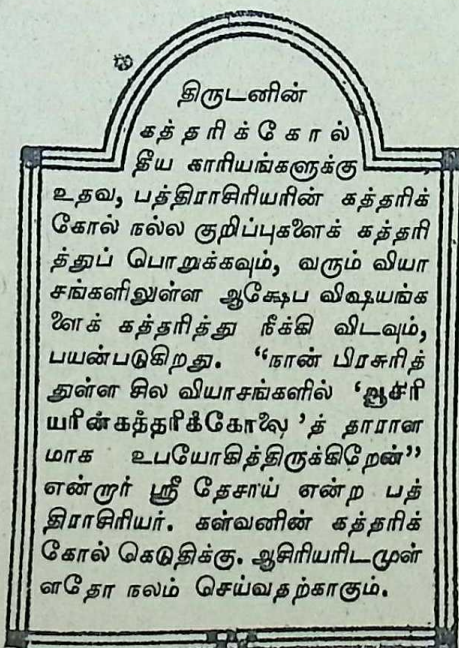 திருடனின்
கத்தரிக்கோல்
தீய காரியங்களுக்கு
உதவ, பத்திராசிரியரின் கத்தரிக்
கோல் நல்ல குறிப்புகளைக் கத்தரி
த்துப் பொறுக்கவும், வரும் வியா
சங்களிலுள்ள ஆக்ஷேப விஷயங்க
ளைக் கத்தரித்து நீக்கி விடவும்,
பயன்படுகிறது. “நான் பிரசுரித்
துள்ள சில வியாசங்களில் ‘ஆசிரி
யரின்கத்தரிக்கோலை’த் தாராள
மாக உபயோகித்திருக்கிறேன்”
என்றார் ஸ்ரீ தேசாய் என்ற பத்
திராசிரியர். கள்வனின் கத்தரிக்
கோல் கெடுதிக்கு. ஆசிரியரிடமுள்
ளதோ நலம் செய்வதற்காகும்.